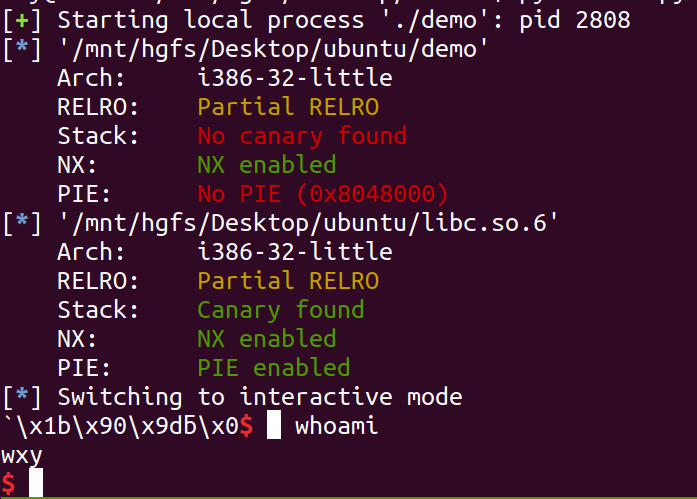 [+] Starting local process './demo': pid 2808
[*] '/mnt/hgfs/Desktop/ubuntu/demo'
Arch: i386-32-little
RELRO: Partial RELRO
Stack: No canary found
NX: NX enabled
PIE: No PIE (0x8048000)
[*] '/mnt/hgfs/Desktop/ubuntu/libc.so.6'
Arch: i386-32-little
RELRO: Partial RELRO
Stack: Canary found
NX: NX enabled
PIE: PIE enabled
[*] Switching to interactive mode
`\x1b\x90\x9dƃ\x0$ whoami
wxy
$